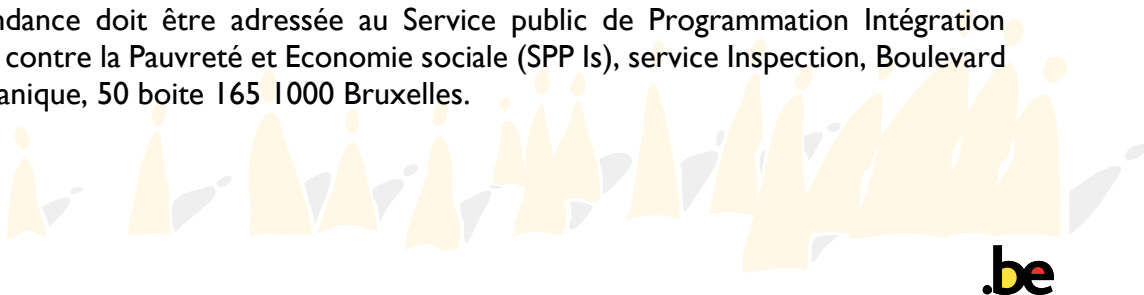 ndance doit être adressée au Service public de Programmation Intégration
contre la Pauvreté et Economie sociale (SPP Is), service Inspection, Boulevard
anique, 50 boite 165 1000 Bruxelles.
.be